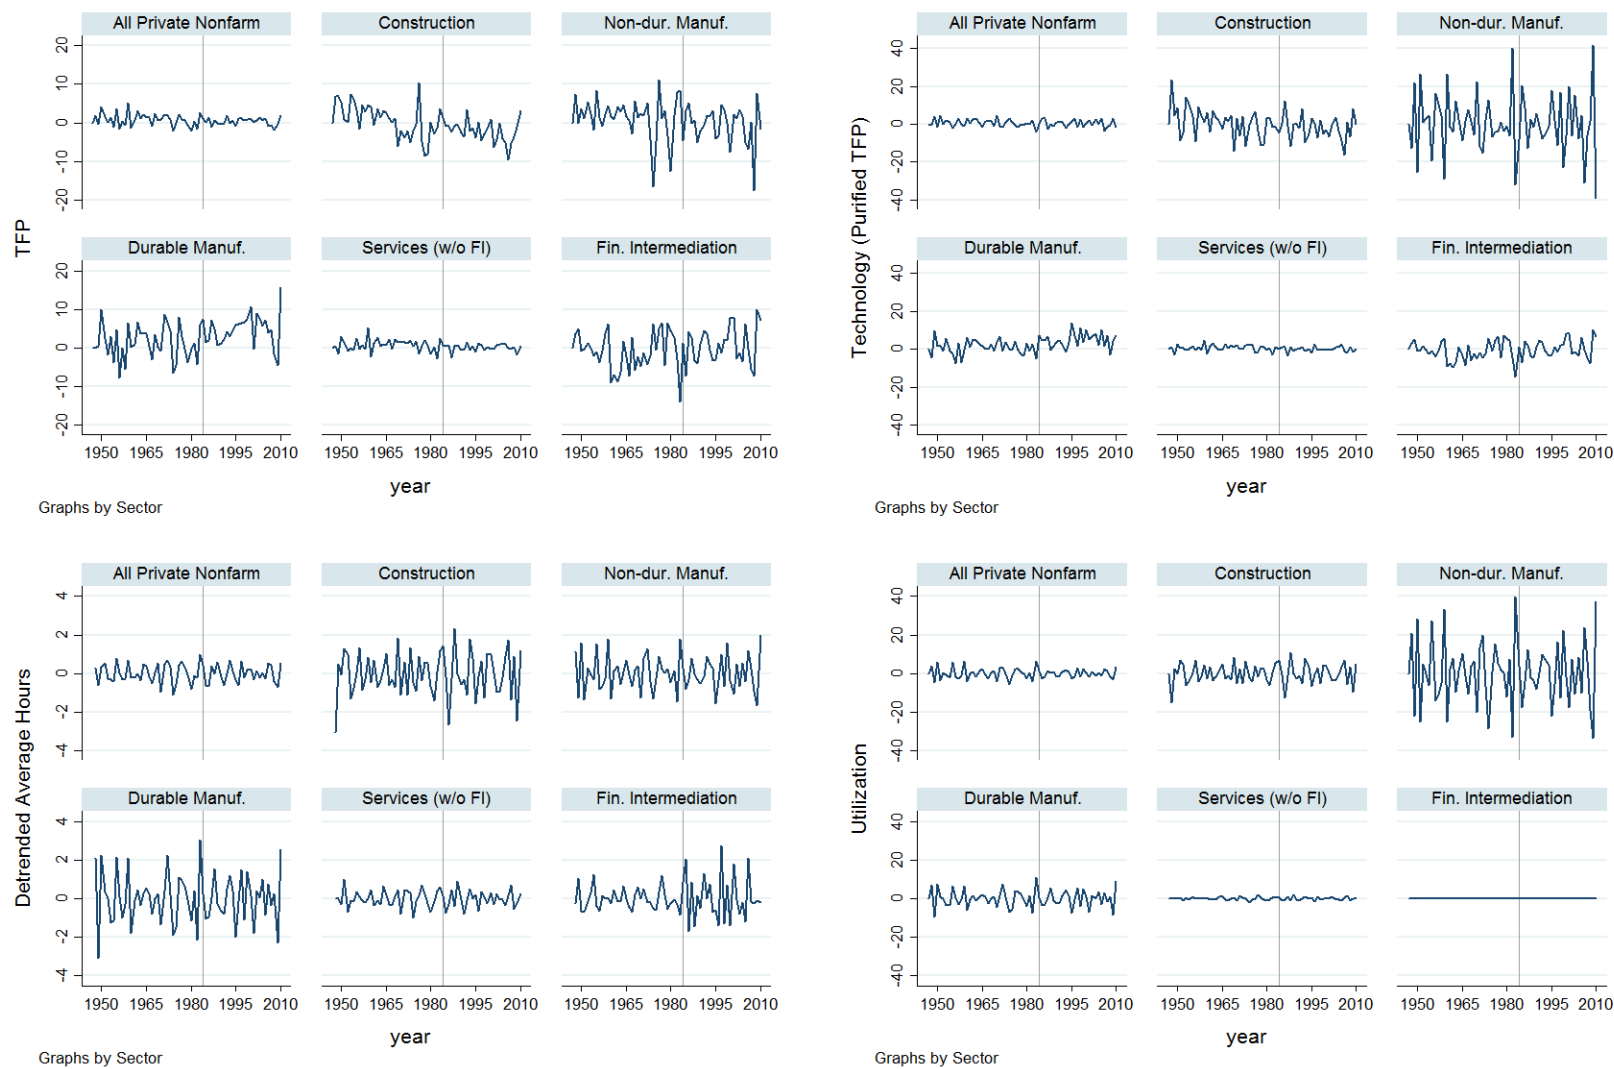 All Private Nonfarm
Construction
Non-dur. Manuf.
20
10
0
-10
-20
Durable Manuf.
Services (w/o FI)
Fin. Intermediation
20
10
0
-10
-20
1950 1965 1980 1995 2010
1950 1965 1980 1995 2010
1950 1965 1980 1995 2010
TFP
year
Graphs by Sector
All Private Nonfarm
Construction
Non-dur. Manuf.
40
20
0
-20
-40
Durable Manuf.
Services (w/o FI)
Fin. Intermediation
40
20
0
-20
-40
1950 1965 1980 1995 2010
1950 1965 1980 1995 2010
1950 1965 1980 1995 2010
Technology (Purified TFP)
year
Graphs by Sector
All Private Nonfarm
Construction
Non-dur. Manuf.
4
2
0
-2
-4
Durable Manuf.
Services (w/o FI)
Fin. Intermediation
4
2
0
-2
-4
1950 1965 1980 1995 2010
1950 1965 1980 1995 2010
1950 1965 1980 1995 2010
Detrended Average Hours
year
Graphs by Sector
All Private Nonfarm
Construction
Non-dur. Manuf.
40
20
0
-20
-40
Durable Manuf.
Services (w/o FI)
Fin. Intermediation
40
20
0
-20
-40
1950 1965 1980 1995 2010
1950 1965 1980 1995 2010
1950 1965 1980 1995 2010
Utilization
year
Graphs by Sector